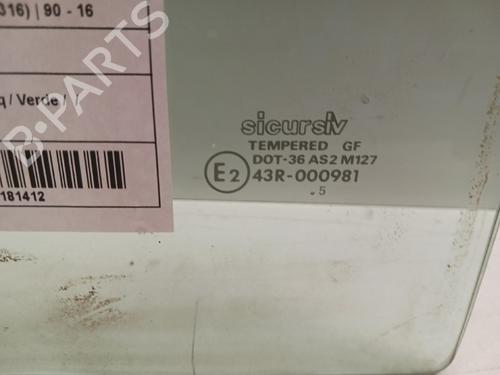 316) | 90 - 16
q / Verde / /
181412
B-PARTS
sicursiv
TEMPERED GF
DOT-36 AS2 M127
E2 43R-000981
. 5